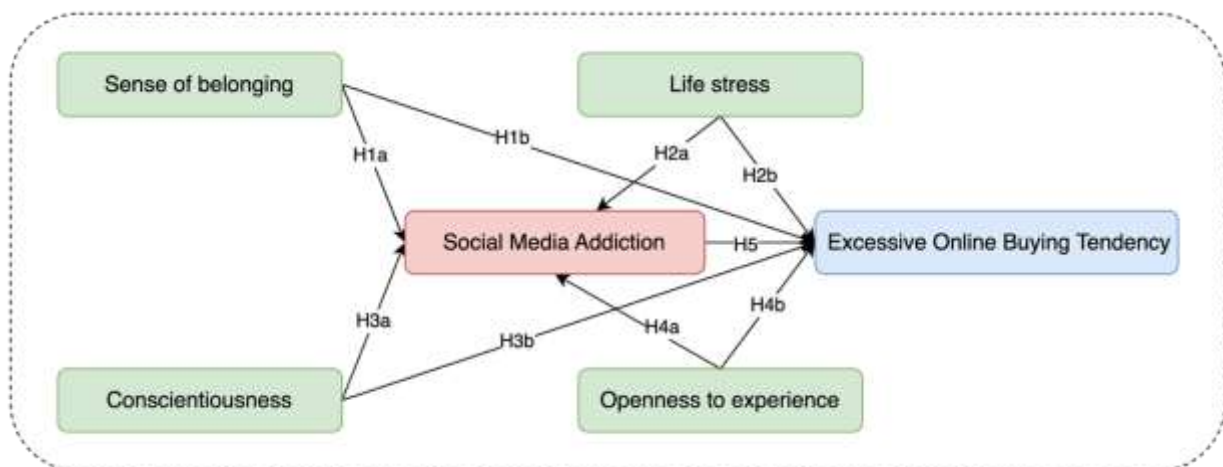 Sense of belonging
Life stress
H1b
H1a
H2a
H2b
Social Media Addiction
H5
Excessive Online Buying Tendency
H3a
H4a
H4b
H3b
Conscientiousness
Openness to experience